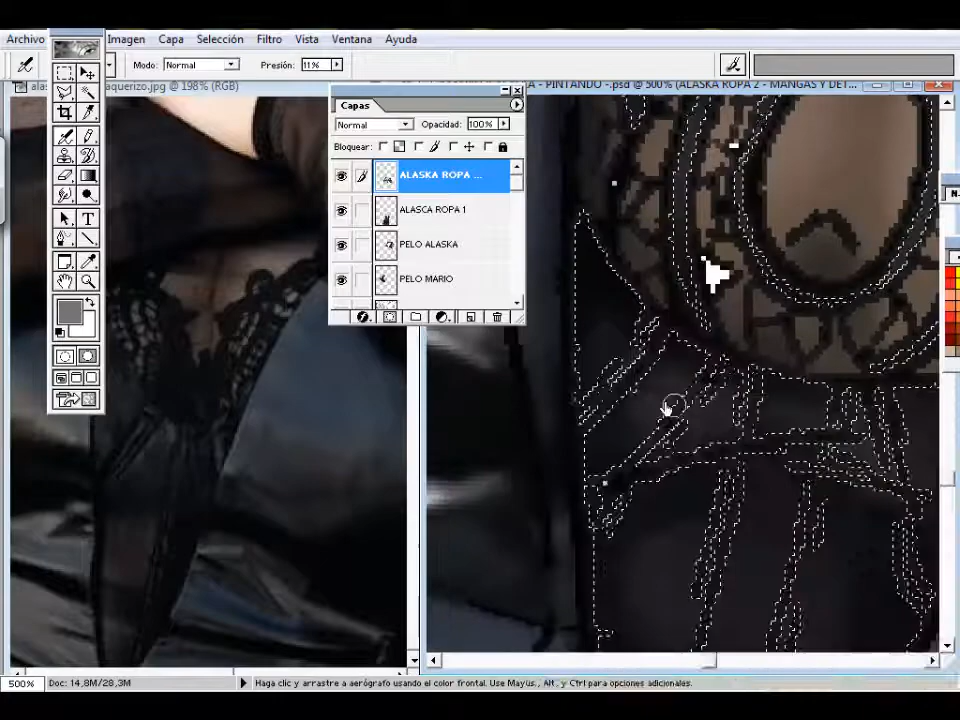 Archivo Imagen Capa Selección Filtro Vista Ventana Ayuda
Modo: Normal Presión: 11%
aquerizo.jpg @ 198% (RGB)
A - PINTANDO -.psd @ 500% (ALASKA ROPA 2 - MANGAS Y DET...
Capas
Normal Opacidad: 100%
Bloquear:
ALASKA ROPA ...
ALASCA ROPA 1
PELO ALASKA
PELO MARIO
500% Doc: 14,8M/28,3M Haga clic y arrastre a aerógrafo usando el color frontal. Use Mayús., Alt., y Ctrl para opciones adicionales.